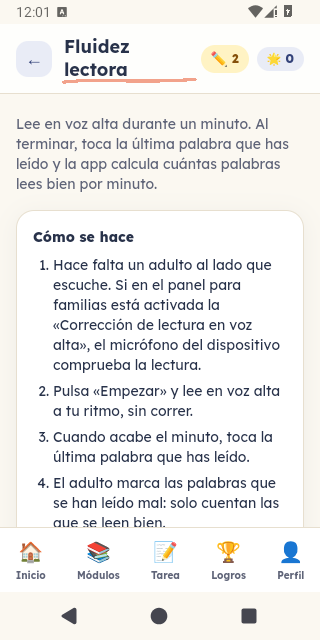 12:01 A
← Fluidez lectora
✏️ 2
🌟 0
Lee en voz alta durante un minuto. Al
terminar, toca la última palabra que has
leído y la app calcula cuántas palabras
lees bien por minuto.
Cómo se hace
1. Hace falta un adulto al lado que
escuche. Si en el panel para
familias está activada la
«Corrección de lectura en voz
alta», el micrófono del dispositivo
comprueba la lectura.
2. Pulsa «Empezar» y lee en voz alta
a tu ritmo, sin correr.
3. Cuando acabe el minuto, toca la
última palabra que has leído.
4. El adulto marca las palabras que
se han leído mal: solo cuentan las
que se leen bien.
Inicio
Módulos
Tarea
Logros
Perfil